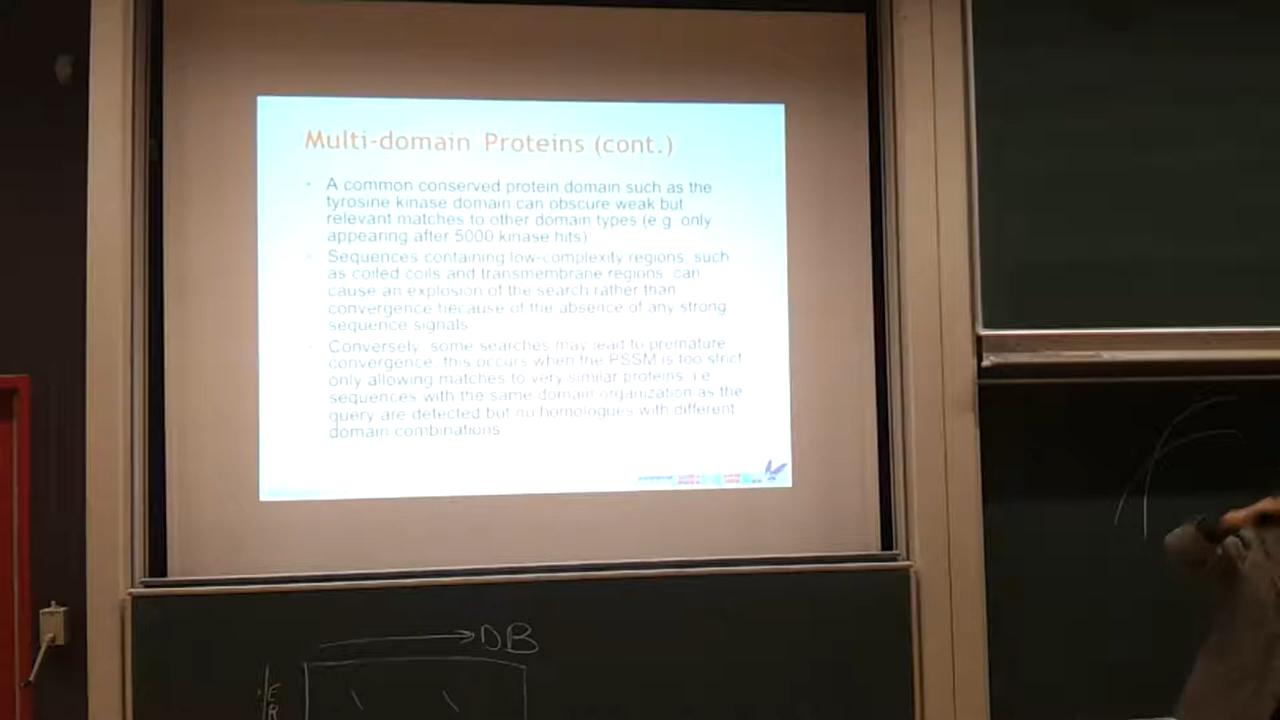 Multi-domain Proteins (cont.)
A common conserved protein domain such as the
tyrosine kinase domain can obscure weak but
relevant matches to other domain types (e g only
appearing after 5000 kinase hits)
Sequences containing low-complexity regions, such
as coiled coils and transmembrane regions, can
cause an explosion of the search rather than
convergence because of the absence of any strong
sequence signals
Conversely, some searches may lead to premature
convergence, this occurs when the PSSM is too strict
only allowing matches to very similar proteins, i e
sequences with the same domain organization as the
query are detected but no homologues with different
domain combinations
DB
E
R